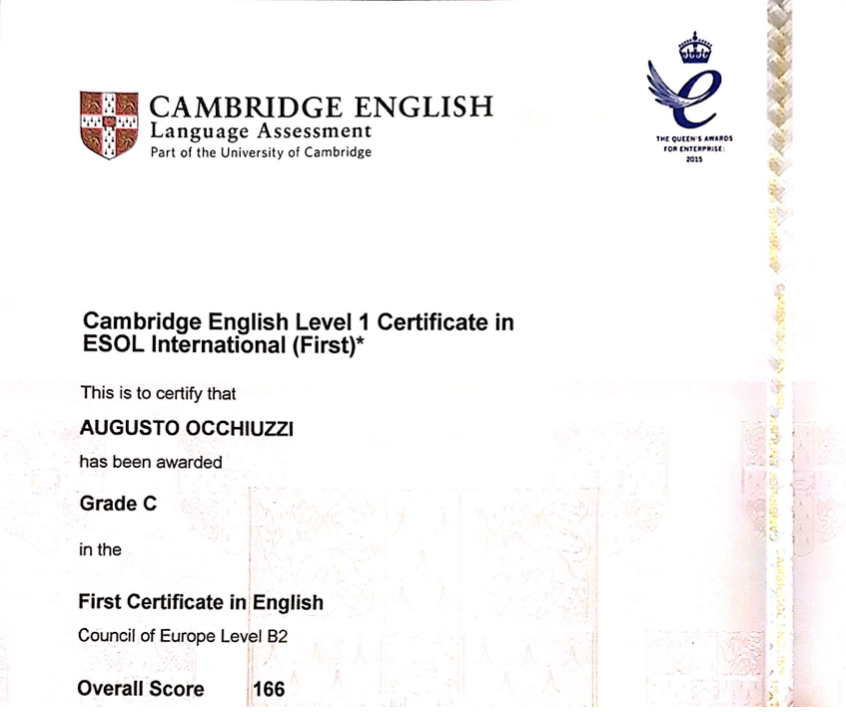 CAMBRIDGE ENGLISH
Language Assessment
Part of the University of Cambridge
THE QUEEN'S AWARDS
FOR ENTERPRISE:
2015
Cambridge English Level 1 Certificate in
ESOL International (First)*
This is to certify that
AUGUSTO OCCHIUZZI
has been awarded
Grade C
in the
First Certificate in English
Council of Europe Level B2
Overall Score 166